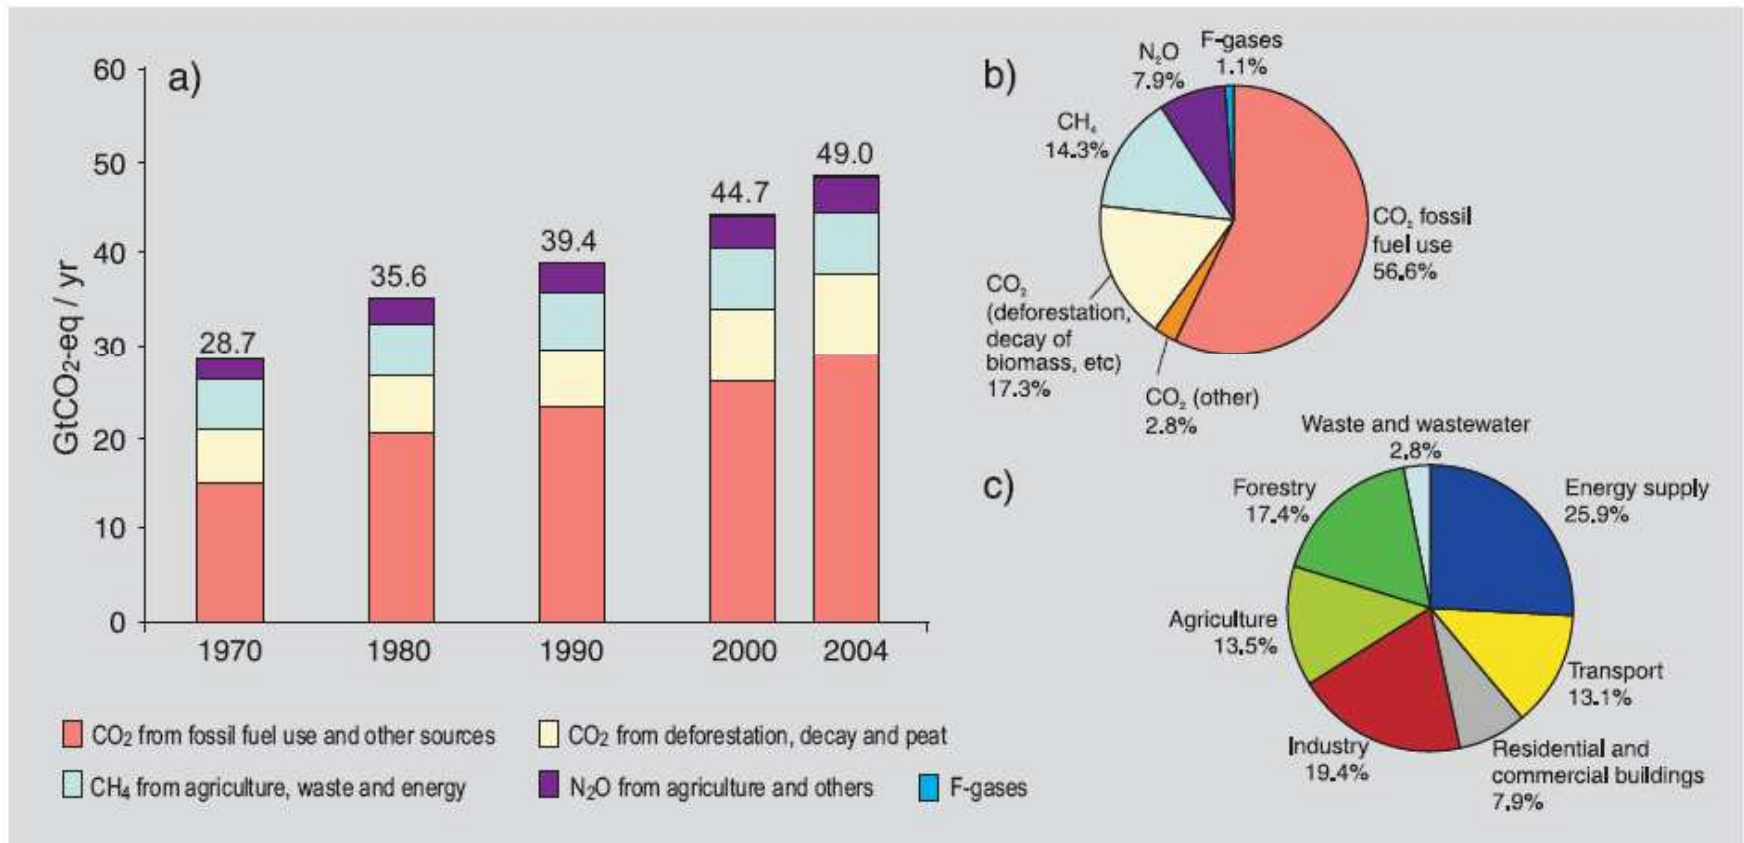 a)
60
50
40
30
20
10
0
GtCO2-eq / yr
28.7
35.6
39.4
44.7
49.0
1970
1980
1990
2000
2004
CO2 from fossil fuel use and other sources
CO2 from deforestation, decay and peat
CH4 from agriculture, waste and energy
N2O from agriculture and others
F-gases
b)
F-gases
1.1%
N2O
7.9%
CH4
14.3%
CO2
(deforestation,
decay of
biomass, etc)
17.3%
CO2 (other)
2.8%
CO2 fossil
fuel use
56.6%
c)
Waste and wastewater
2.8%
Forestry
17.4%
Agriculture
13.5%
Industry
19.4%
Residential and
commercial buildings
7.9%
Transport
13.1%
Energy supply
25.9%